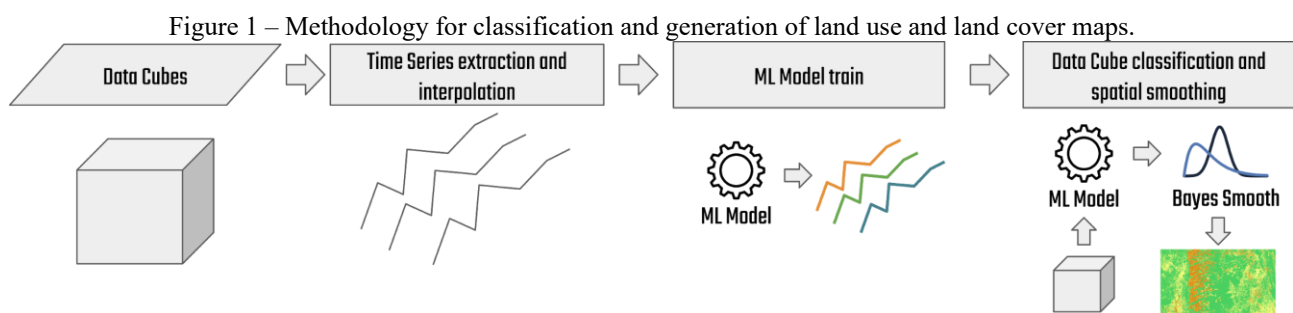 Figure 1 – Methodology for classification and generation of land use and land cover maps.
Data Cubes
Time Series extraction and
interpolation
ML Model train
Data Cube classification and
spatial smoothing
ML Model
ML Model
Bayes Smooth